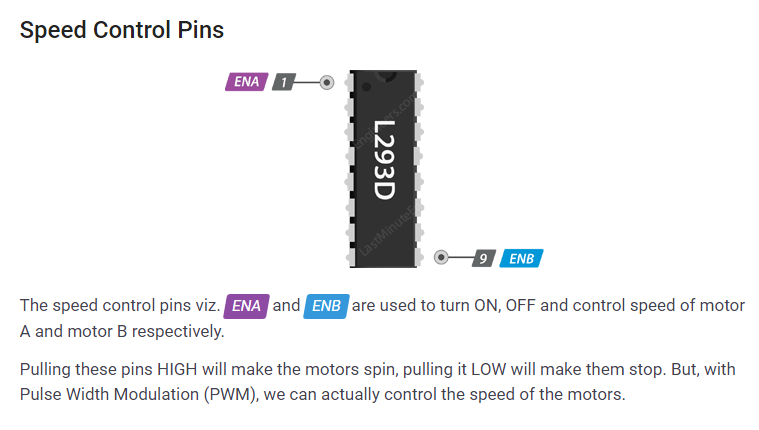 Speed Control Pins
ENA 1
L293D
LastMinuteEngineers.com
9 ENB
The speed control pins viz. ENA and ENB are used to turn ON, OFF and control speed of motor
A and motor B respectively.
Pulling these pins HIGH will make the motors spin, pulling it LOW will make them stop. But, with
Pulse Width Modulation (PWM), we can actually control the speed of the motors.